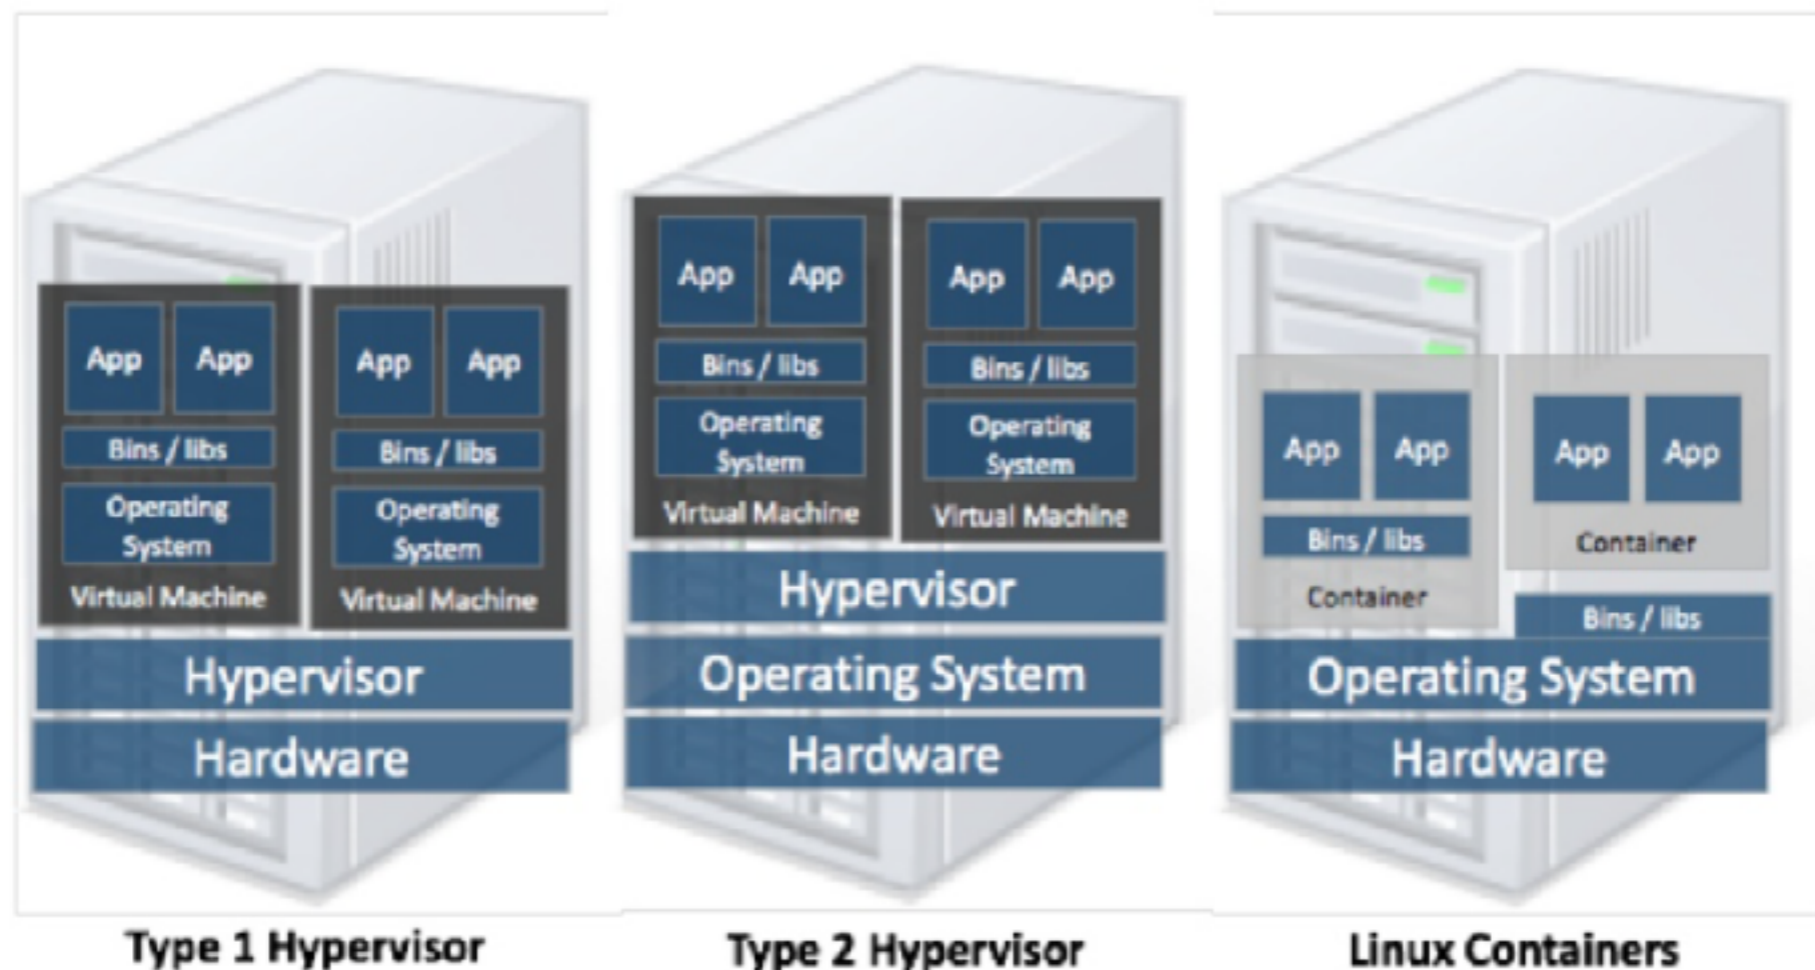 App App
Bins / libs
Operating
System
Virtual Machine
App App
Bins / libs
Operating
System
Virtual Machine
Hypervisor
Hardware
Type 1 Hypervisor
App App
Bins / libs
Operating
System
Virtual Machine
App App
Bins / libs
Operating
System
Virtual Machine
Hypervisor
Operating System
Hardware
Type 2 Hypervisor
App App
Bins / libs
Container
App App
Container
Bins / libs
Operating System
Hardware
Linux Containers